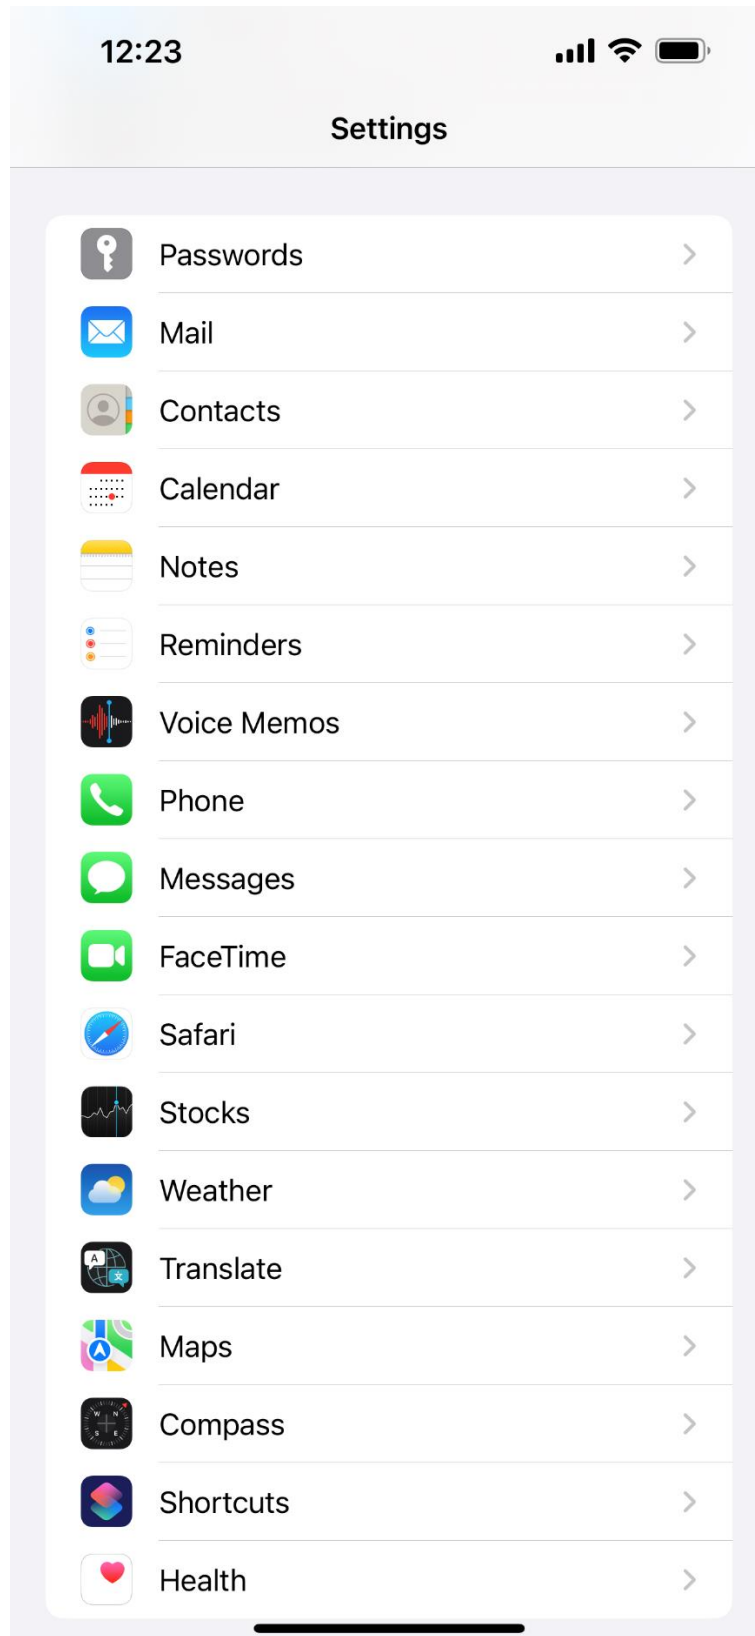 12:23
Settings
Passwords
Mail
Contacts
Calendar
Notes
Reminders
Voice Memos
Phone
Messages
FaceTime
Safari
Stocks
Weather
A
文
Translate
Maps
W N
S E
Compass
Shortcuts
Health